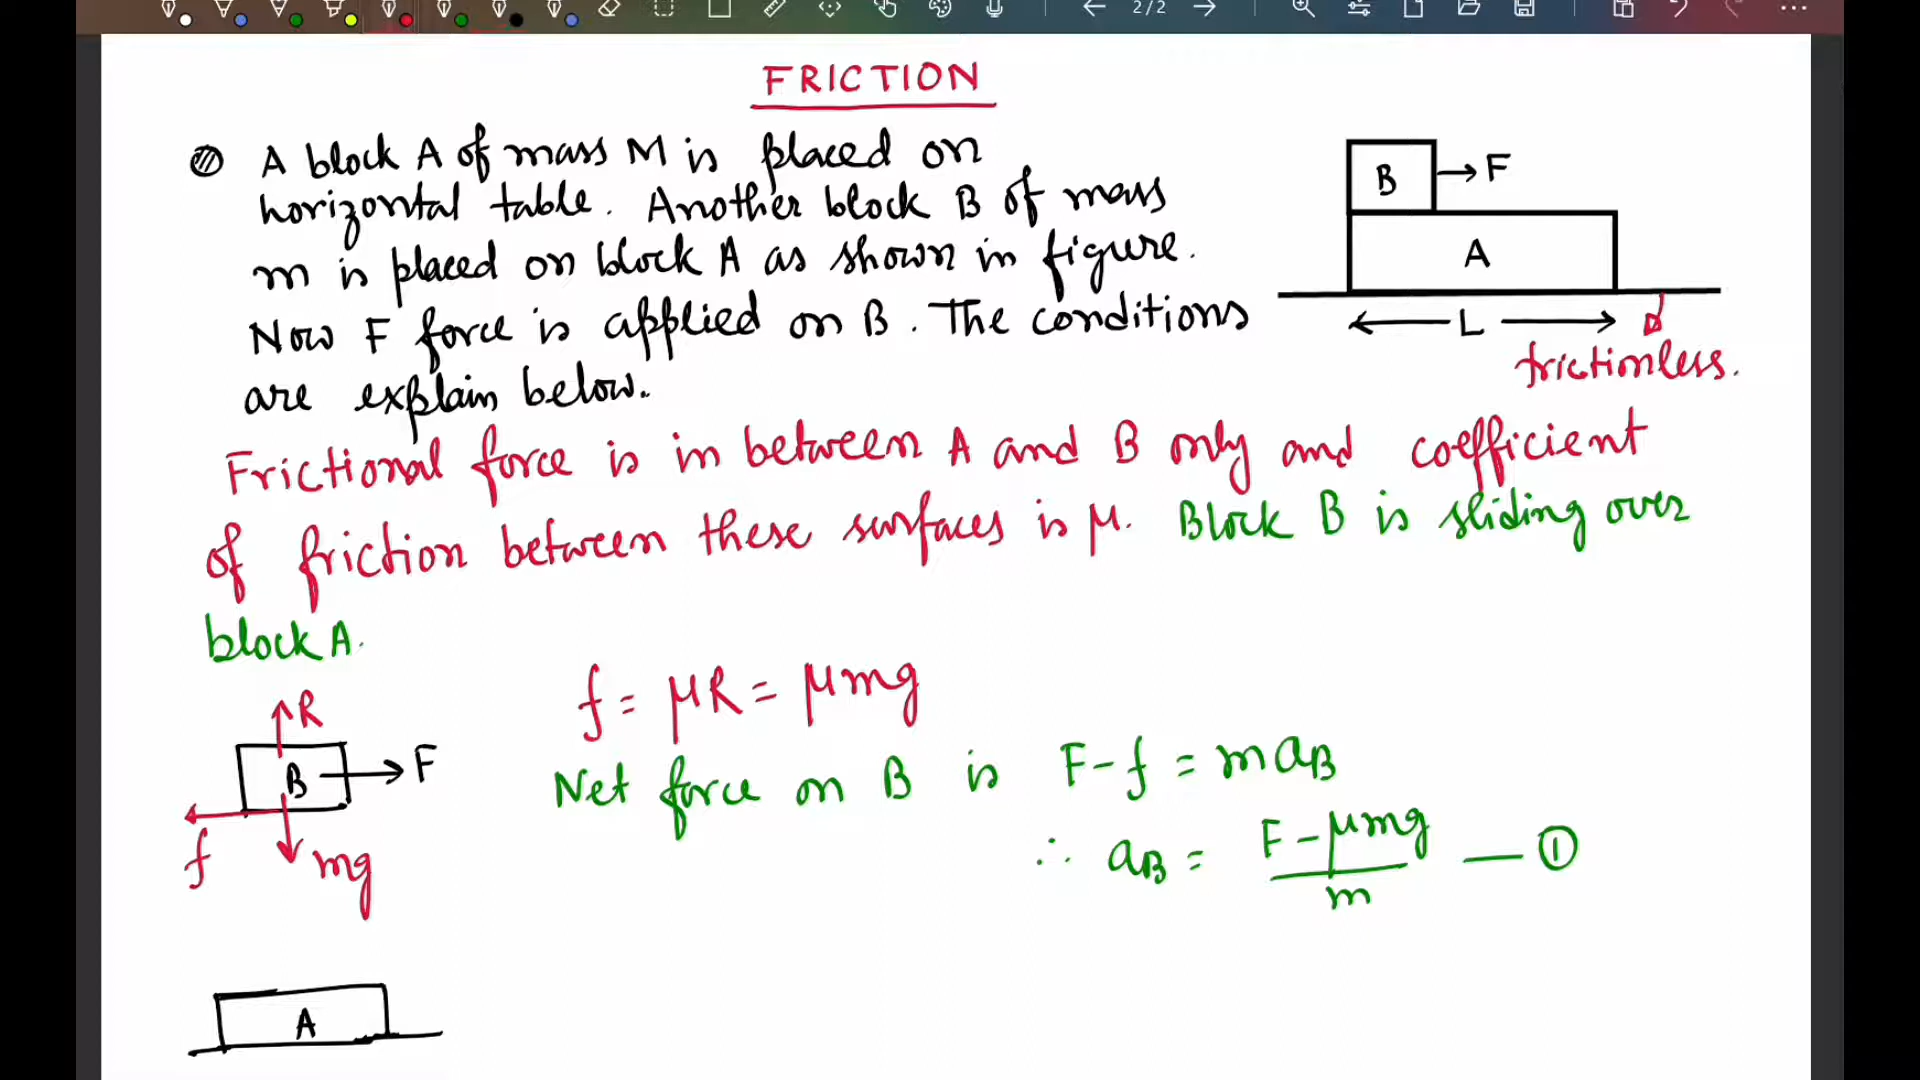 2/2
FRICTION
A block A of mass M is placed on
horizontal table. Another block B of mass
m is placed on block A as shown in figure.
Now F force is applied on B. The conditions
are explain below.
B → F
A
L
frictionless.
Frictional force is in between A and B only and coefficient
of friction between these surfaces is μ. Block B is sliding over
block A.
f = μR = μmg
R
B
F
f
mg
Net force on B is F - f = m aB
∴ aB = F - μmg / m — ①
A